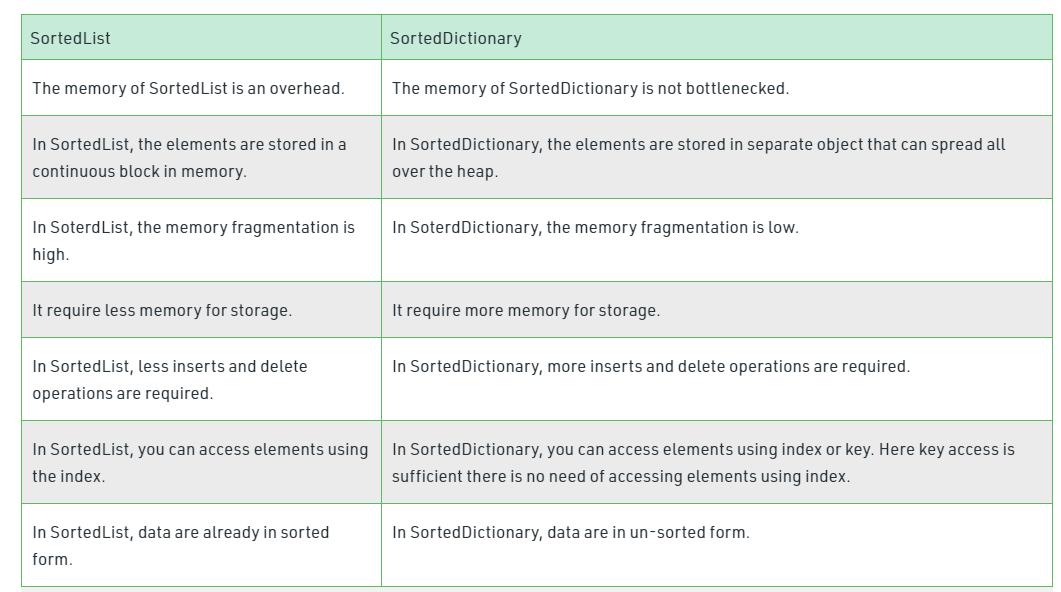 SortedList SortedDictionary
The memory of SortedList is an overhead. The memory of SortedDictionary is not bottlenecked.
In SortedList, the elements are stored in a
continuous block in memory.
In SortedDictionary, the elements are stored in separate object that can spread all
over the heap.
In SoterdList, the memory fragmentation is
high.
In SoterdDictionary, the memory fragmentation is low.
It require less memory for storage. It require more memory for storage.
In SortedList, less inserts and delete
operations are required.
In SortedDictionary, more inserts and delete operations are required.
In SortedList, you can access elements using
the index.
In SortedDictionary, you can access elements using index or key. Here key access is
sufficient there is no need of accessing elements using index.
In SortedList, data are already in sorted
form.
In SortedDictionary, data are in un-sorted form.